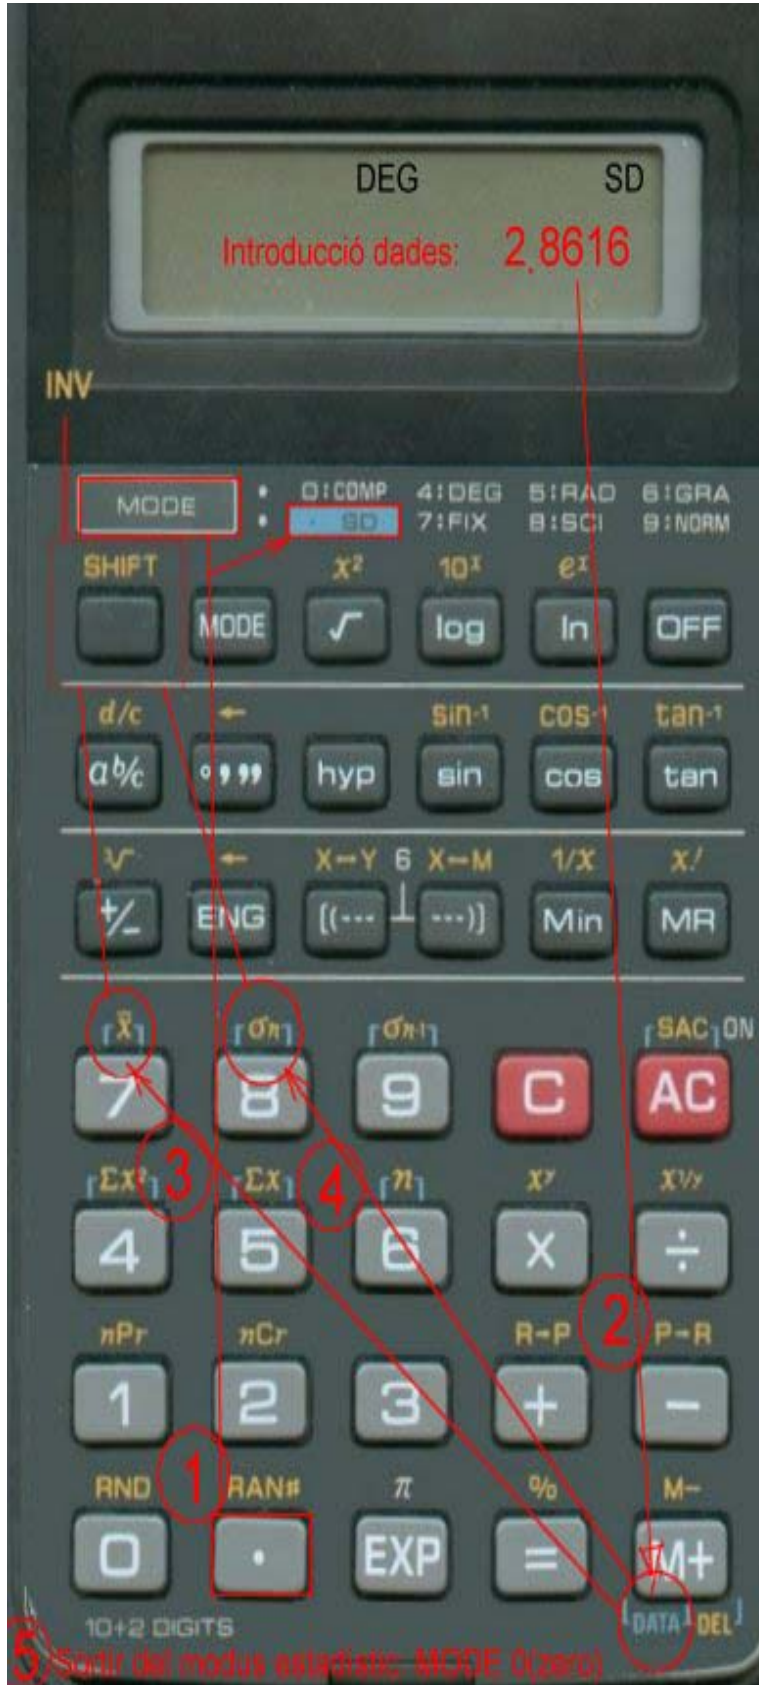 DEG SD
Introducció dades: 2.8616
INV
MODE • 0:COMP 4:DEG 5:RAD 6:GRA
• · SD 7:FIX 8:SCI 9:NORM
SHIFT x² 10ˣ eˣ
MODE √ log ln OFF
d/c ← sin⁻¹ cos⁻¹ tan⁻¹
a b/c ° ' '' hyp sin cos tan
³√ ← X↔Y 6 X↔M 1/x x!
+/− ENG [(--- ---)] Min MR
x̄ σn σn-1 SAC ON
7 8 9 C AC
3 4
Σx² Σx n xʸ x¹/ʸ
4 5 6 × ÷
2
nPr nCr R→P P→R
1 2 3 + −
1
RND RAN# π % M−
0 · EXP = M+
10+2 DIGITS DATA DEL
5/Sortir del modus estadístic: MODE 0(zero)